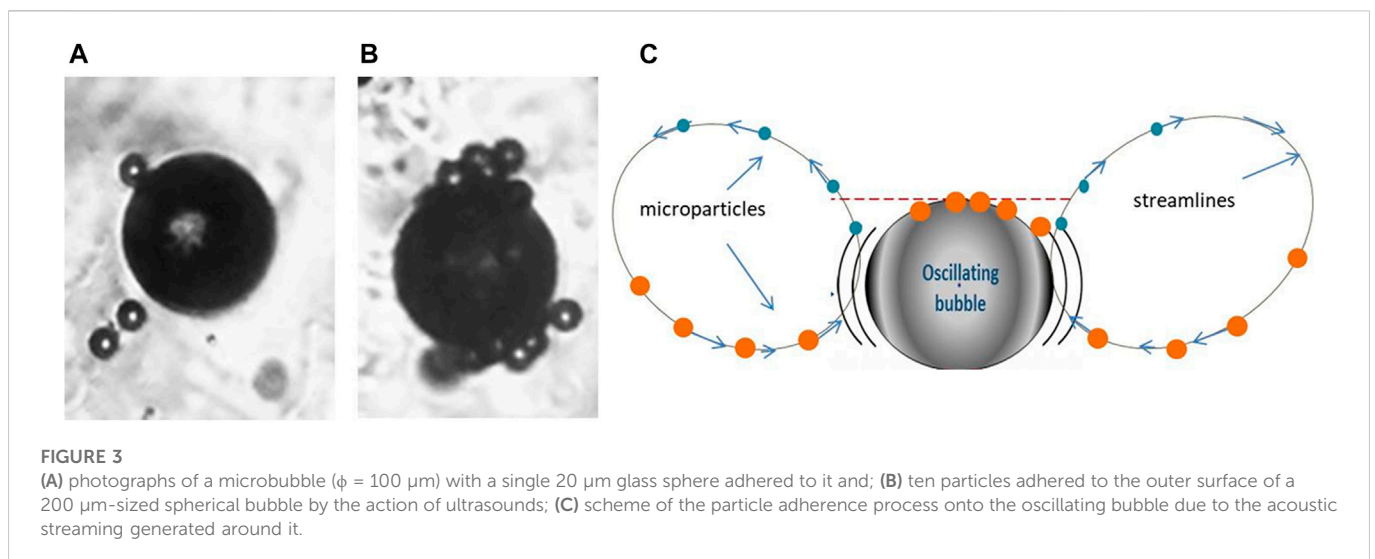 A
B
C
microparticles
streamlines
Oscillating
bubble
FIGURE 3
(A) photographs of a microbubble (ϕ = 100 µm) with a single 20 µm glass sphere adhered to it and; (B) ten particles adhered to the outer surface of a
200 µm-sized spherical bubble by the action of ultrasounds; (C) scheme of the particle adherence process onto the oscillating bubble due to the acoustic
streaming generated around it.